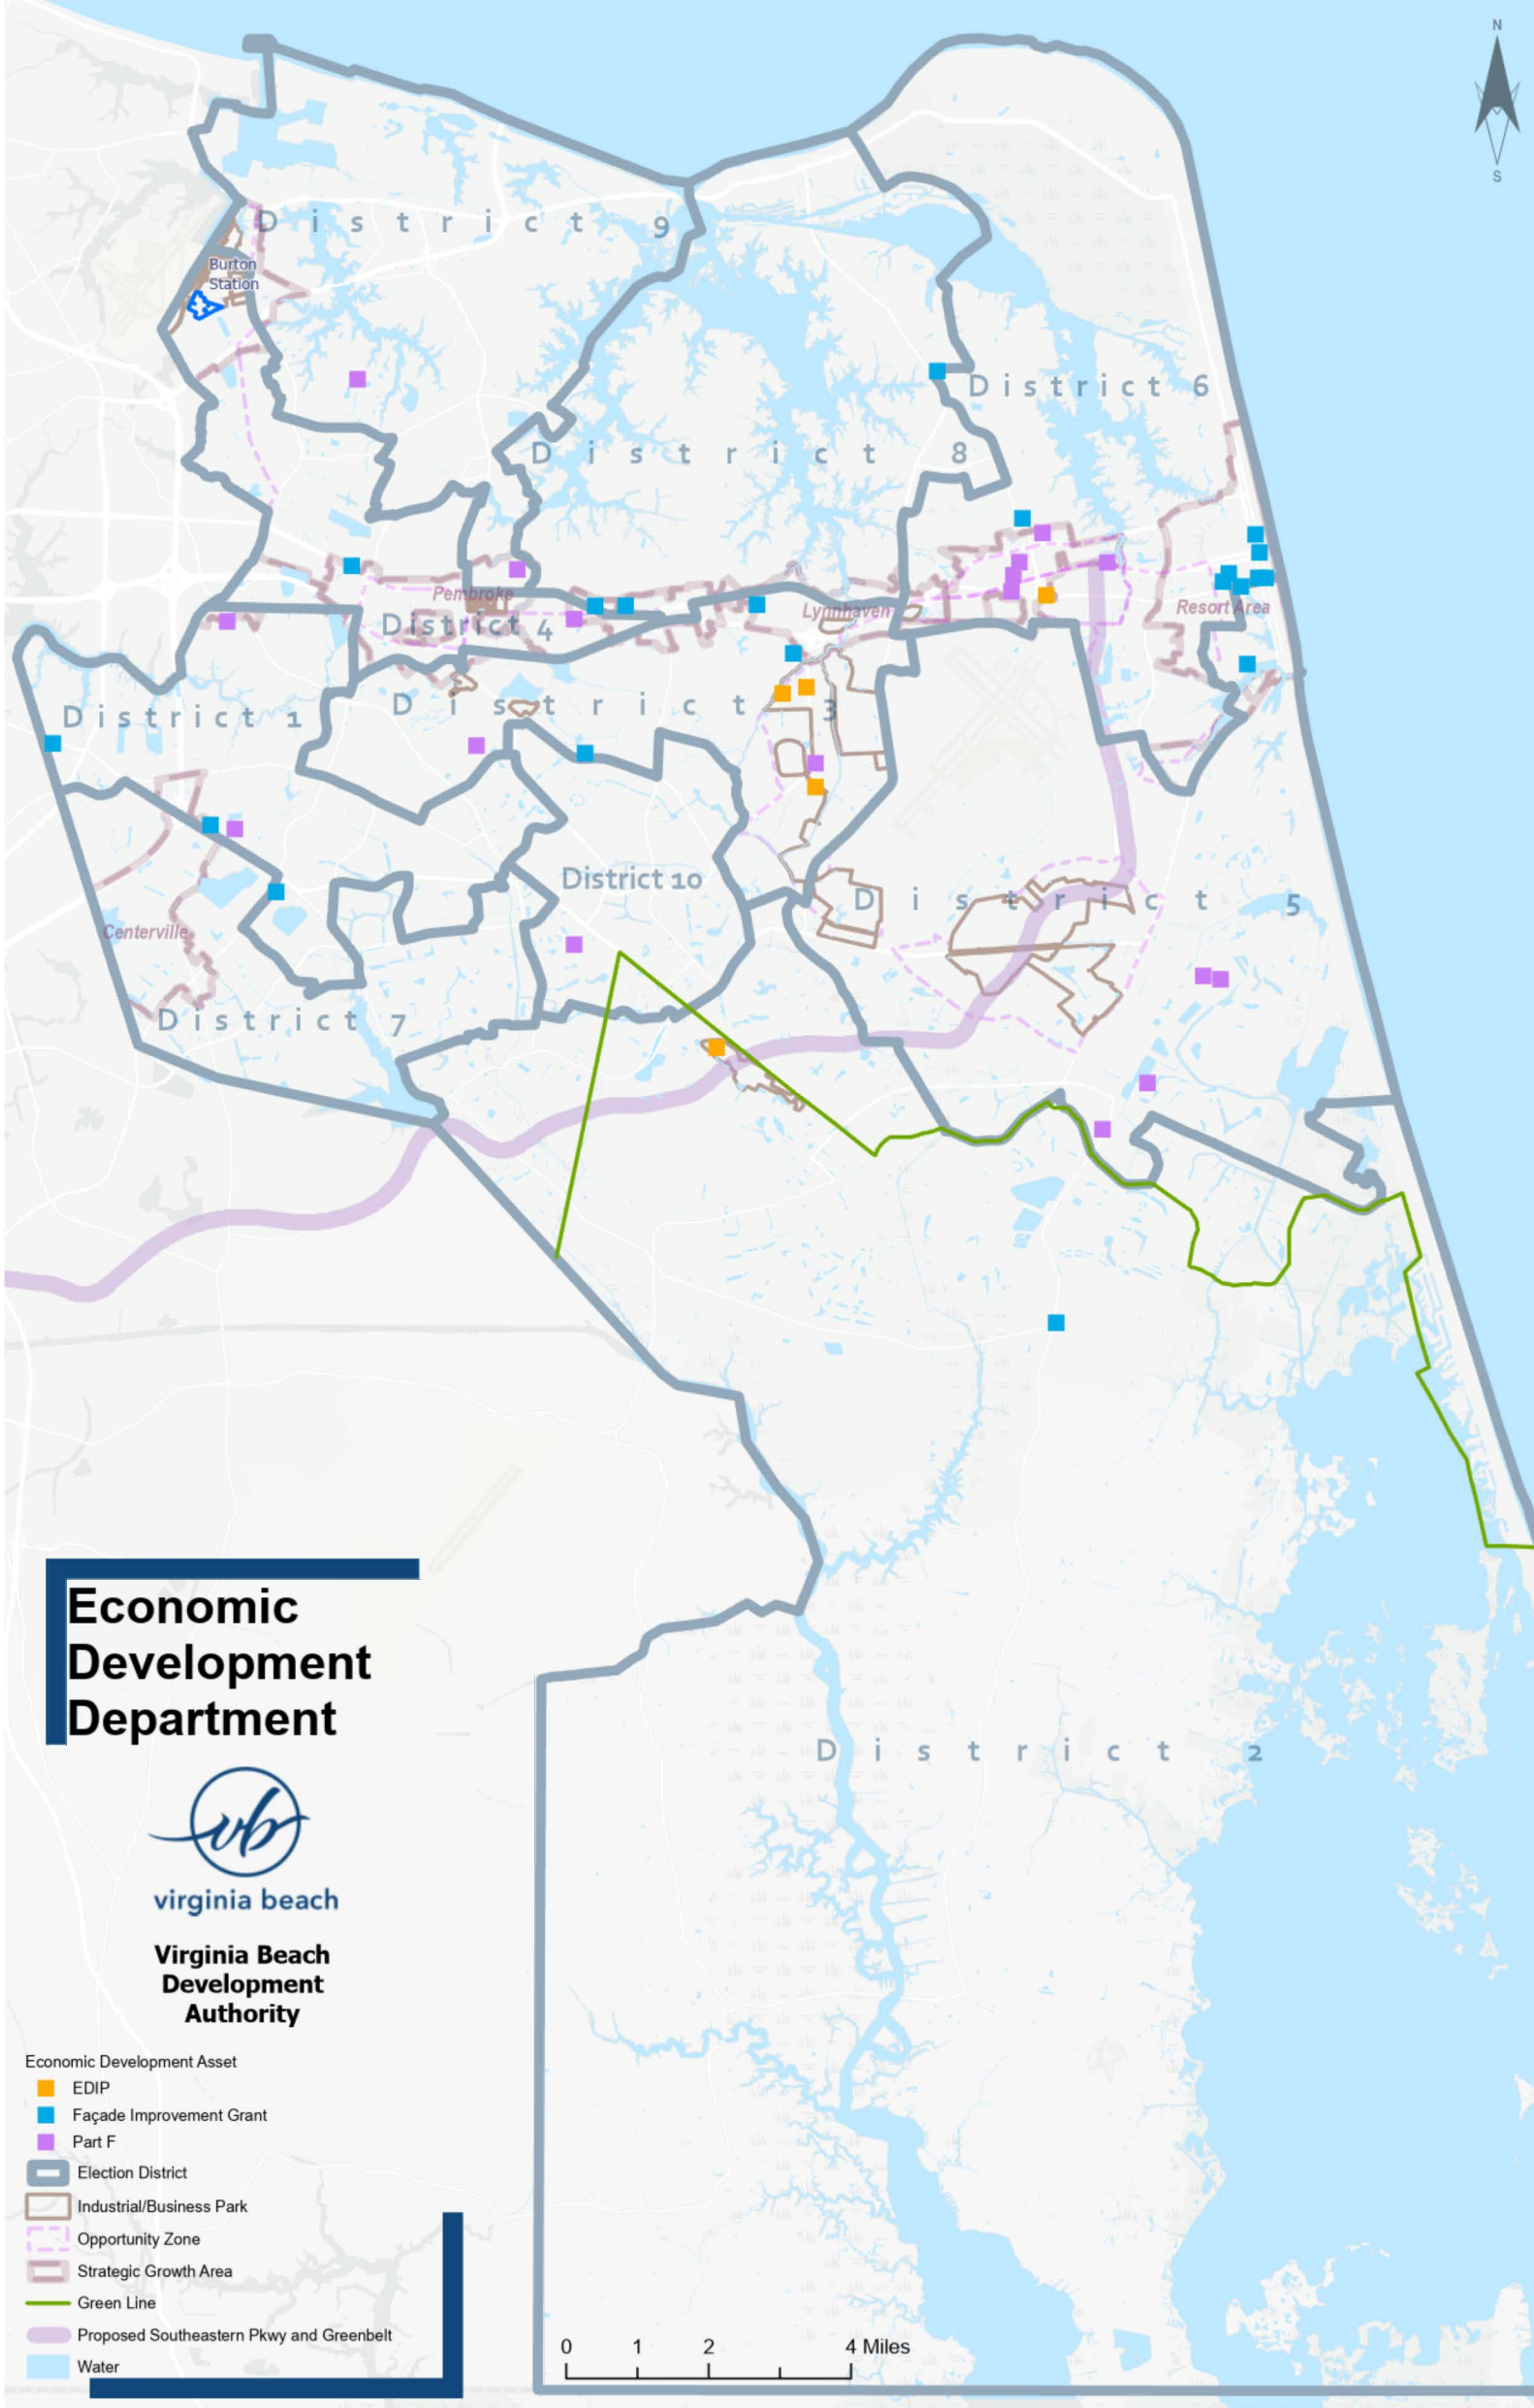 N
S
District 9
Burton
Station
District 6
District 8
Pembroke
Lynnhaven
Resort Area
District 4
District 1
District 3
District 10
District 5
Centerville
District 7
Economic
Development
Department
District 2
vb
virginia beach
Virginia Beach
Development
Authority
Economic Development Asset
EDIP
Façade Improvement Grant
Part F
Election District
Industrial/Business Park
Opportunity Zone
Strategic Growth Area
Green Line
Proposed Southeastern Pkwy and Greenbelt
Water
0 1 2 4 Miles